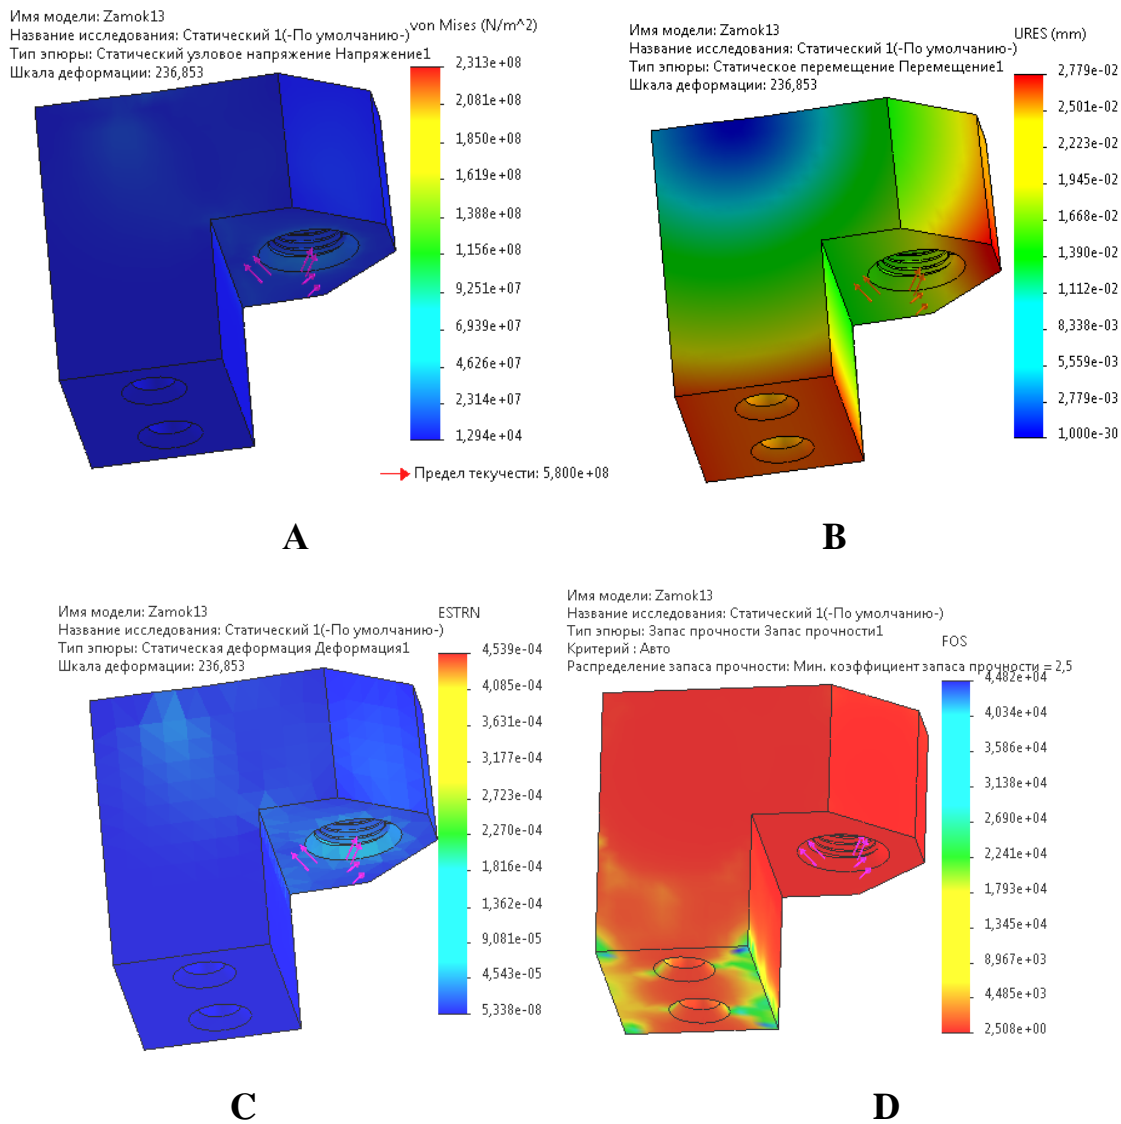 Имя модели: Zamok13
Название исследования: Статический 1(-По умолчанию-)
Тип эпюры: Статический узловое напряжение Напряжение1
Шкала деформации: 236,853
von Mises (N/m^2)
2,313e+08
2,081e+08
1,850e+08
1,619e+08
1,388e+08
1,156e+08
9,251e+07
6,939e+07
4,626e+07
2,314e+07
1,294e+04
Предел текучести: 5,800e+08
A
Имя модели: Zamok13
Название исследования: Статический 1(-По умолчанию-)
Тип эпюры: Статическое перемещение Перемещение1
Шкала деформации: 236,853
URES (mm)
2,779e-02
2,501e-02
2,223e-02
1,945e-02
1,668e-02
1,390e-02
1,112e-02
8,338e-03
5,559e-03
2,779e-03
1,000e-30
B
Имя модели: Zamok13
Название исследования: Статический 1(-По умолчанию-)
Тип эпюры: Статическая деформация Деформация1
Шкала деформации: 236,853
ESTRN
4,539e-04
4,085e-04
3,631e-04
3,177e-04
2,723e-04
2,270e-04
1,816e-04
1,362e-04
9,081e-05
4,543e-05
5,338e-08
C
Имя модели: Zamok13
Название исследования: Статический 1(-По умолчанию-)
Тип эпюры: Запас прочности Запас прочности1
Критерий : Авто
Распределение запаса прочности: Мин. коэффициент запаса прочности = 2,5
FOS
4,482e+04
4,034e+04
3,586e+04
3,138e+04
2,690e+04
2,241e+04
1,793e+04
1,345e+04
8,967e+03
4,485e+03
2,508e+00
D